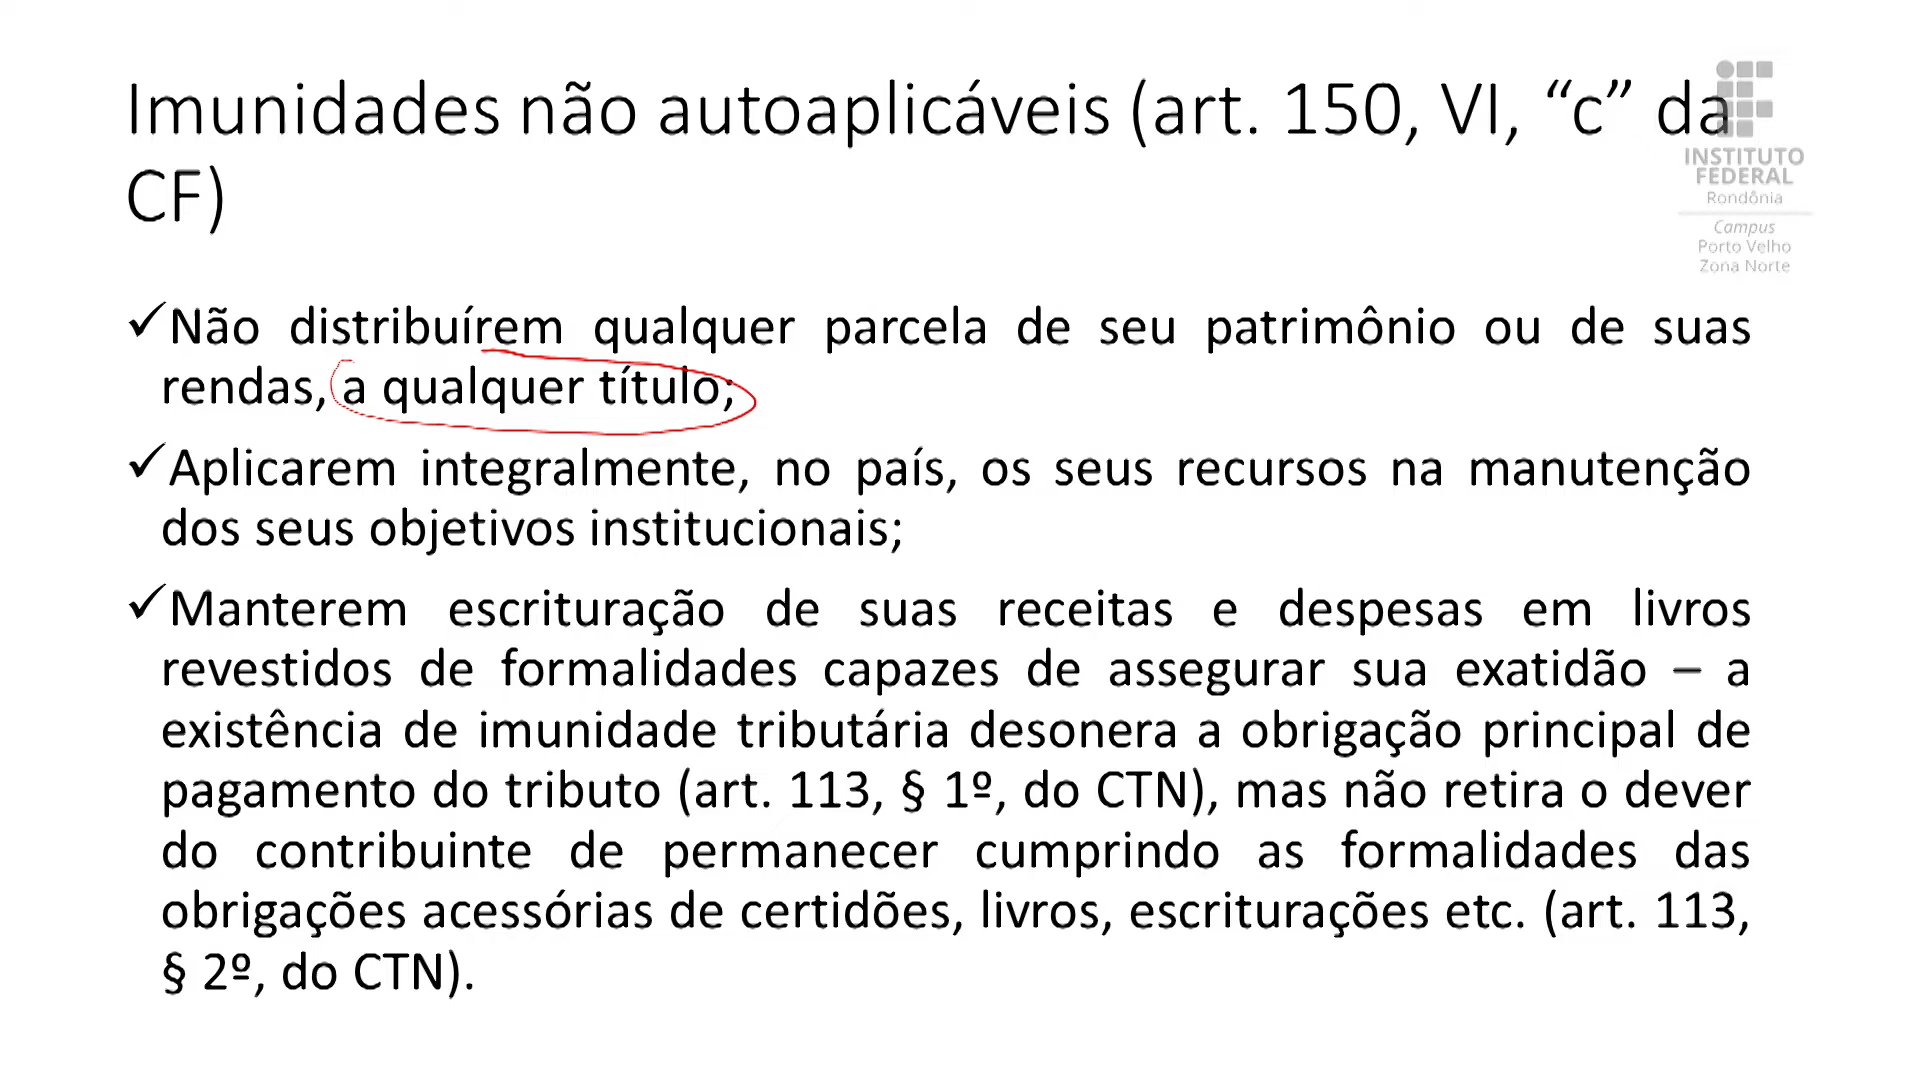 Imunidades não autoaplicáveis (art. 150, VI, “c” da
CF)
INSTITUTO
FEDERAL
Rondônia
Campus
Porto Velho
Zona Norte
✓Não distribuírem qualquer parcela de seu patrimônio ou de suas
rendas, a qualquer título;
✓Aplicarem integralmente, no país, os seus recursos na manutenção
dos seus objetivos institucionais;
✓Manterem escrituração de suas receitas e despesas em livros
revestidos de formalidades capazes de assegurar sua exatidão – a
existência de imunidade tributária desonera a obrigação principal de
pagamento do tributo (art. 113, § 1º, do CTN), mas não retira o dever
do contribuinte de permanecer cumprindo as formalidades das
obrigações acessórias de certidões, livros, escriturações etc. (art. 113,
§ 2º, do CTN).